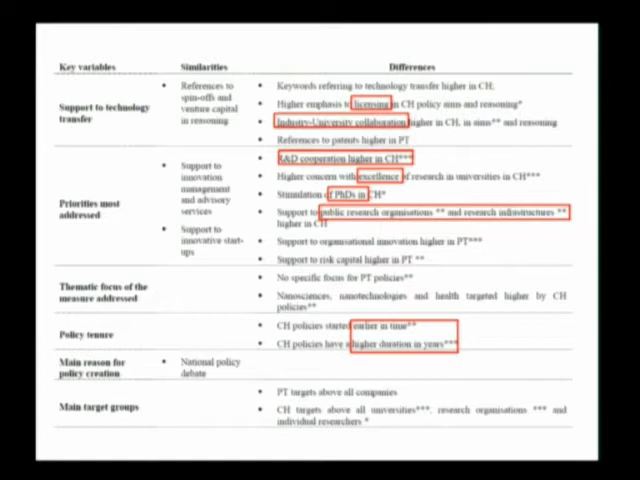 Key variables Similarities Differences
Support to technology transfer
References to spin-offs and venture capital in reasoning
• Keywords referring to technology transfer higher in CH;
• Higher emphasis to licensing in CH policy aims and reasoning*
• Industry-University collaboration higher in CH, in aims** and reasoning
• References to patents higher in PT
Priorities most addressed
• Support to innovation management and advisory services
• Support to innovative start-ups
• R&D cooperation higher in CH***
• Higher concern with excellence of research in universities in CH***
• Stimulation of PhDs in CH*
• Support to public research organisations ** and research infrastructures ** higher in CH
• Support to organisational innovation higher in PT***
• Support to risk capital higher in PT **
Thematic focus of the measure addressed
• No specific focus for PT policies**
• Nanosciences, nanotechnologies and health targeted higher by CH policies**
Policy tenure
• CH policies started earlier in time**
• CH policies have a higher duration in years***
Main reason for policy creation
• National policy debate
Main target groups
• PT targets above all companies
• CH targets above all universities***, research organisations *** and individual researchers *